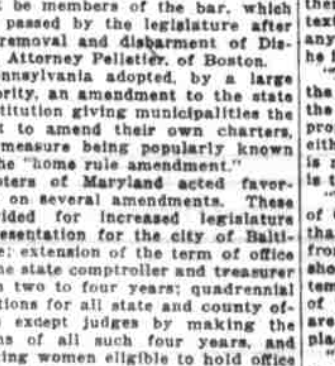 be members of the bar, which
passed by the legislature after
removal and disbarment of Dis-
Attorney Pelletier, of Boston.
nnsylvania adopted, by a large
ority, an amendment to the state
stitution giving municipalities the
t to amend their own charters,
measure being popularly known
he "home rule amendment."
oters of Maryland acted favor-
on several amendments. These
vided for increased legislature
resentation for the city of Balti-
e; extension of the term of office
he state comptroller and treasurer
m two to four years; quadrennial
tions for all state and county of-
except judges by making the
ms of all such four years, and
ing women eligible to hold office